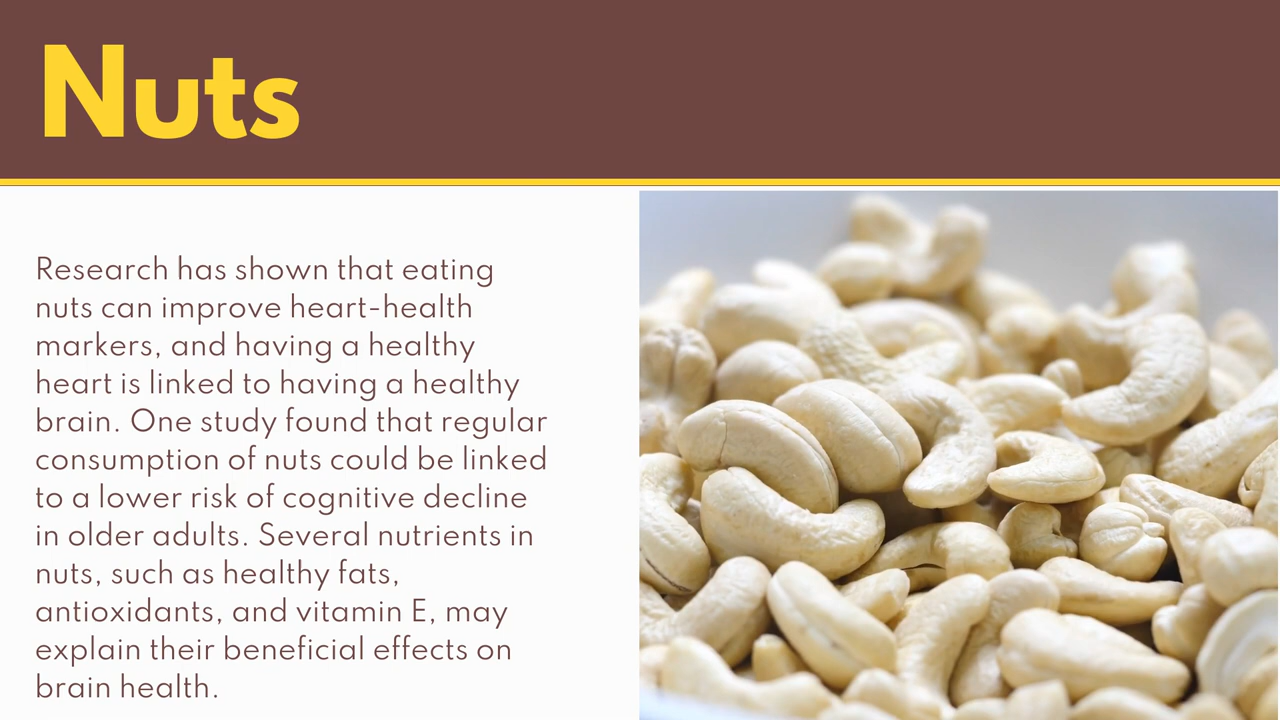 Nuts
Research has shown that eating
nuts can improve heart-health
markers, and having a healthy
heart is linked to having a healthy
brain. One study found that regular
consumption of nuts could be linked
to a lower risk of cognitive decline
in older adults. Several nutrients in
nuts, such as healthy fats,
antioxidants, and vitamin E, may
explain their beneficial effects on
brain health.